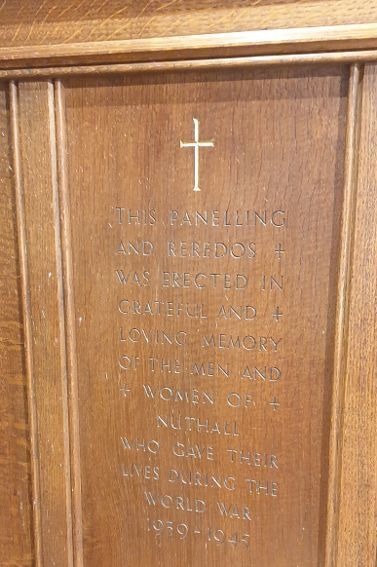 THIS PANELLING
AND REREDOS +
WAS ERECTED IN
GRATEFUL AND +
LOVING MEMORY
OF THE MEN AND
+ WOMEN OF +
NUTHALL
WHO GAVE THEIR
LIVES DURING THE
WORLD WAR
1939-1945